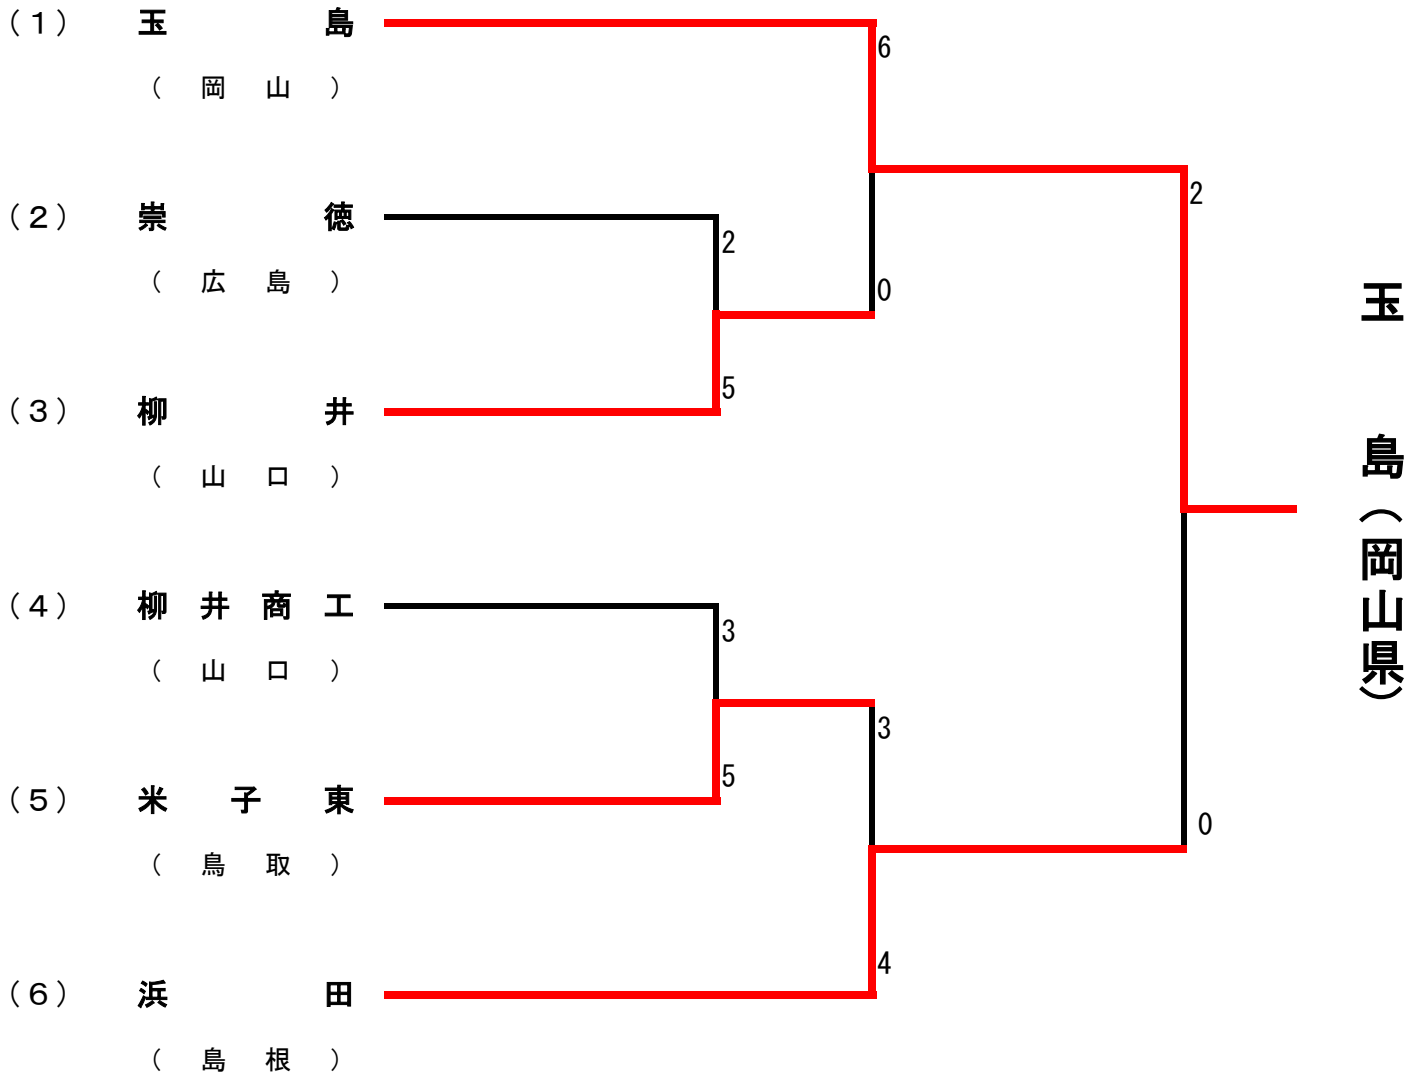 （１） 玉島
6
（岡山）
2
（２） 崇徳
2
（広島）
0
5
（３） 柳井
（山口）
（４） 柳井商工
3
（山口）
3
5
（５） 米子東
0
（鳥取）
4
（６） 浜田
（島根）
玉島（岡山県）